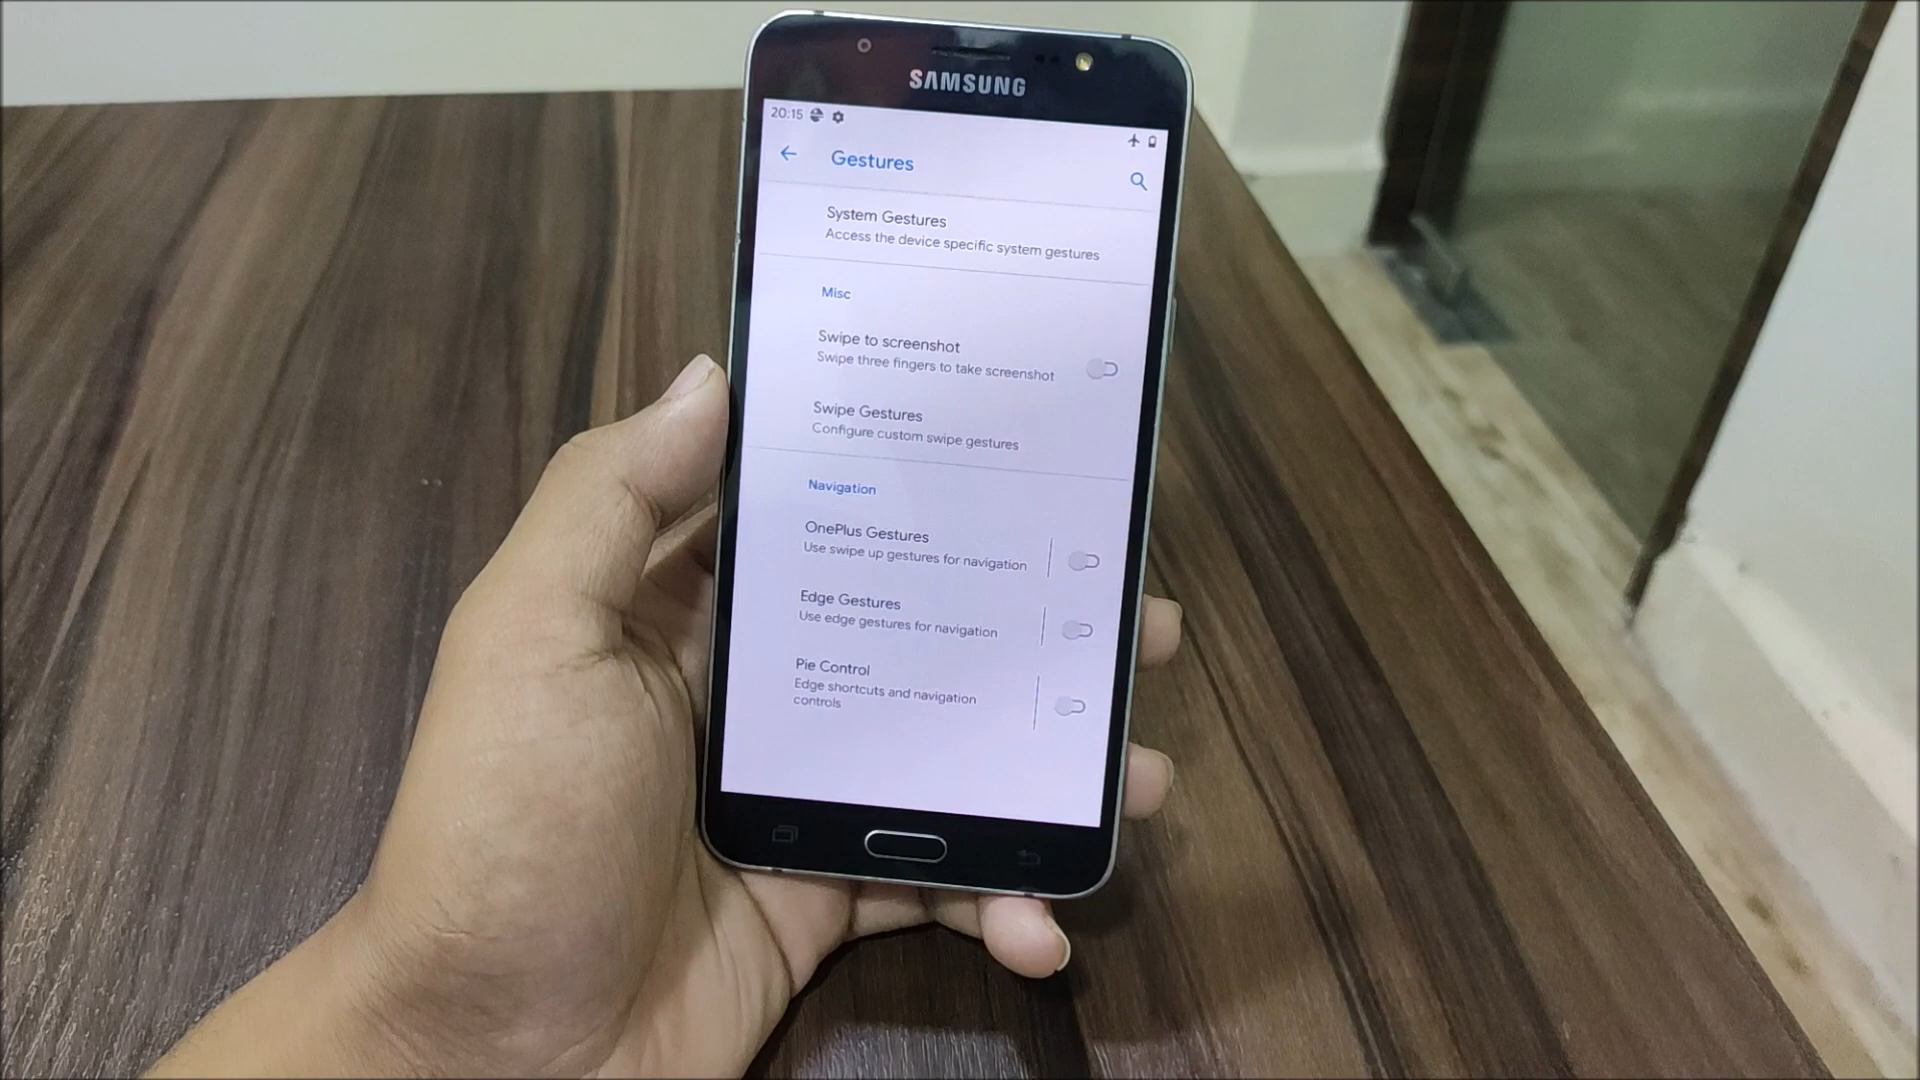 SAMSUNG
20:15
Gestures
System Gestures
Access the device specific system gestures
Misc
Swipe to screenshot
Swipe three fingers to take screenshot
Swipe Gestures
Configure custom swipe gestures
Navigation
OnePlus Gestures
Use swipe up gestures for navigation
Edge Gestures
Use edge gestures for navigation
Pie Control
Edge shortcuts and navigation
controls